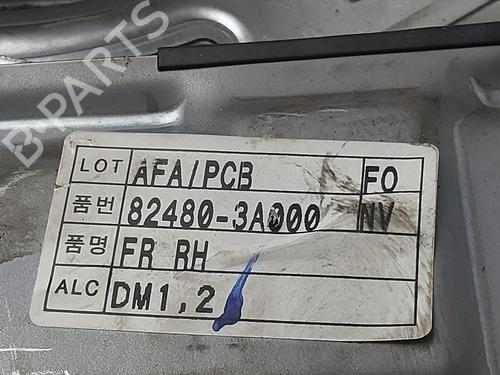 B-PARTS
LOT AFA/PCB FO
품번 82480-3A000 NV
품명 FR RH
ALC DM1,2